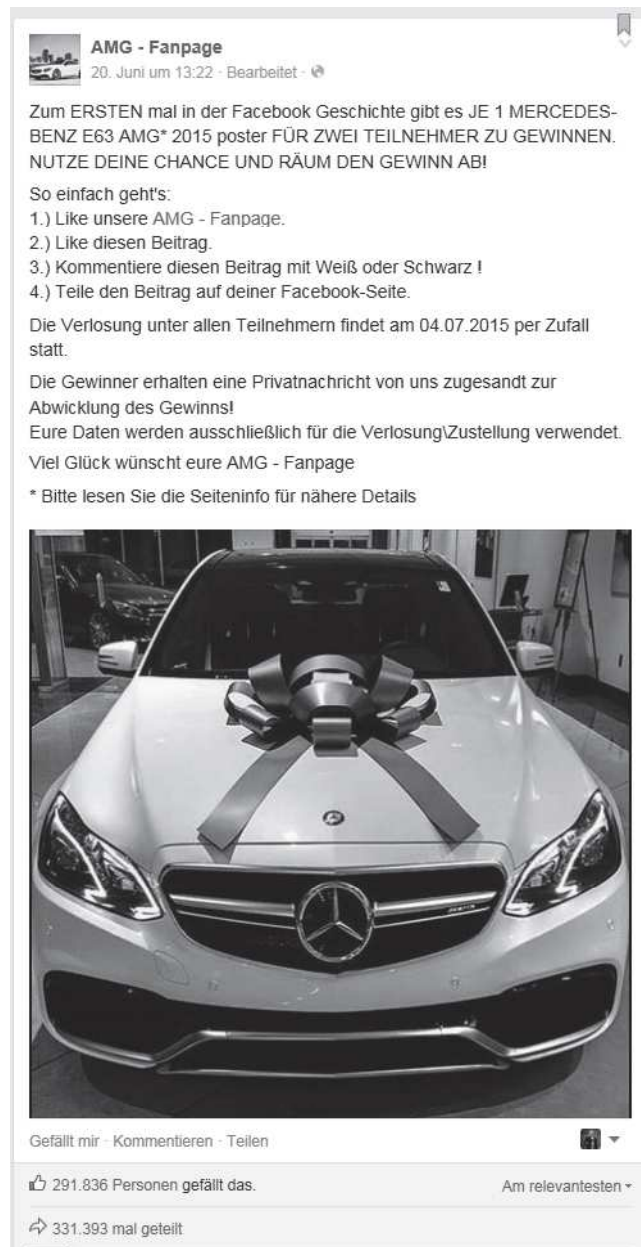 AMG - Fanpage
20. Juni um 13:22 · Bearbeitet ·
Zum ERSTEN mal in der Facebook Geschichte gibt es JE 1 MERCEDES-
BENZ E63 AMG* 2015 poster FÜR ZWEI TEILNEHMER ZU GEWINNEN.
NUTZE DEINE CHANCE UND RÄUM DEN GEWINN AB!
So einfach geht's:
1.) Like unsere AMG - Fanpage.
2.) Like diesen Beitrag.
3.) Kommentiere diesen Beitrag mit Weiß oder Schwarz !
4.) Teile den Beitrag auf deiner Facebook-Seite.
Die Verlosung unter allen Teilnehmern findet am 04.07.2015 per Zufall
statt.
Die Gewinner erhalten eine Privatnachricht von uns zugesandt zur
Abwicklung des Gewinns!
Eure Daten werden ausschließlich für die Verlosung\Zustellung verwendet.
Viel Glück wünscht eure AMG - Fanpage
* Bitte lesen Sie die Seiteninfo für nähere Details
Gefällt mir · Kommentieren · Teilen
291.836 Personen gefällt das.
Am relevantesten
331.393 mal geteilt